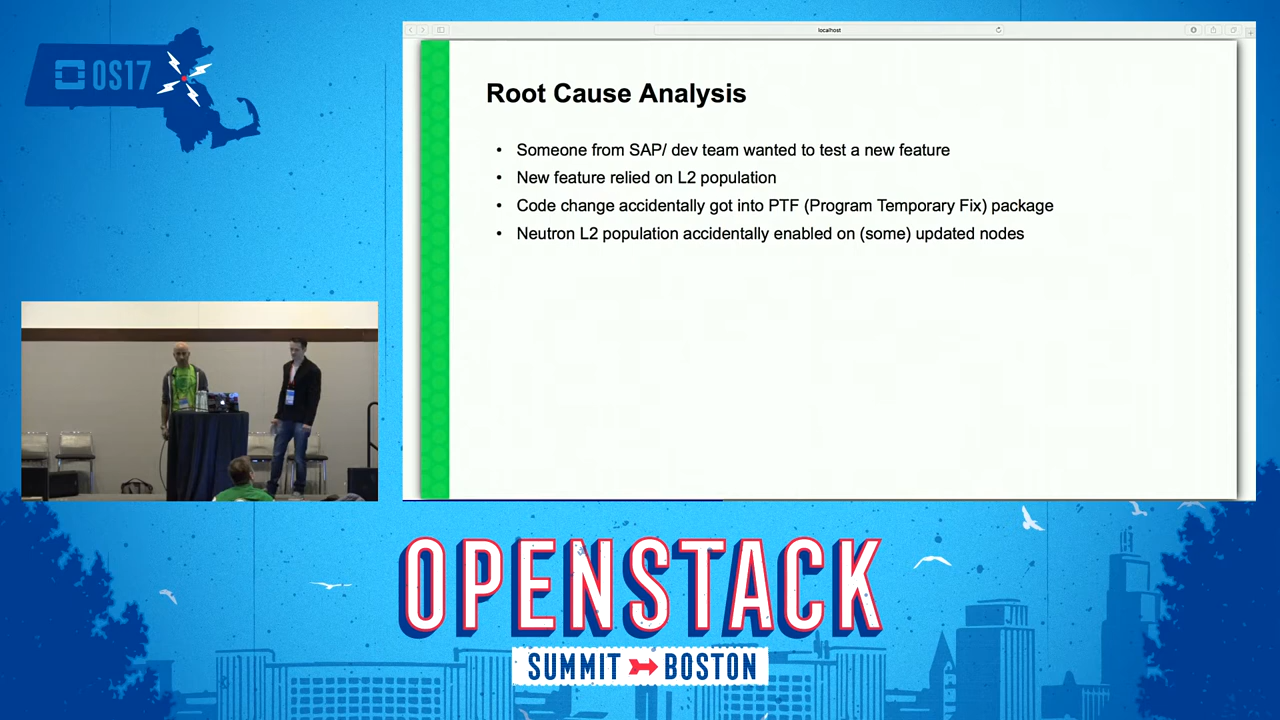 OS17
localhost
Root Cause Analysis
• Someone from SAP/ dev team wanted to test a new feature
• New feature relied on L2 population
• Code change accidentally got into PTF (Program Temporary Fix) package
• Neutron L2 population accidentally enabled on (some) updated nodes
OPENSTACK
SUMMIT BOSTON